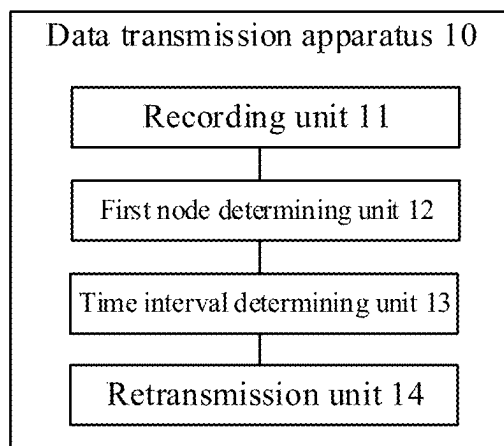 Data transmission apparatus 10
Recording unit 11
First node determining unit 12
Time interval determining unit 13
Retransmission unit 14